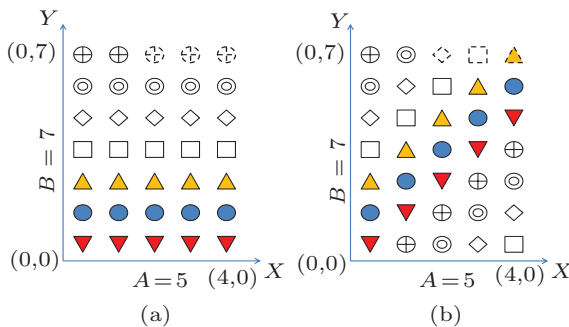 Y
(0,7)
B = 7
(0,0)
A=5
(4,0)
X
(a)
Y
(0,7)
B = 7
(0,0)
A=5
(4,0)
X
(b)